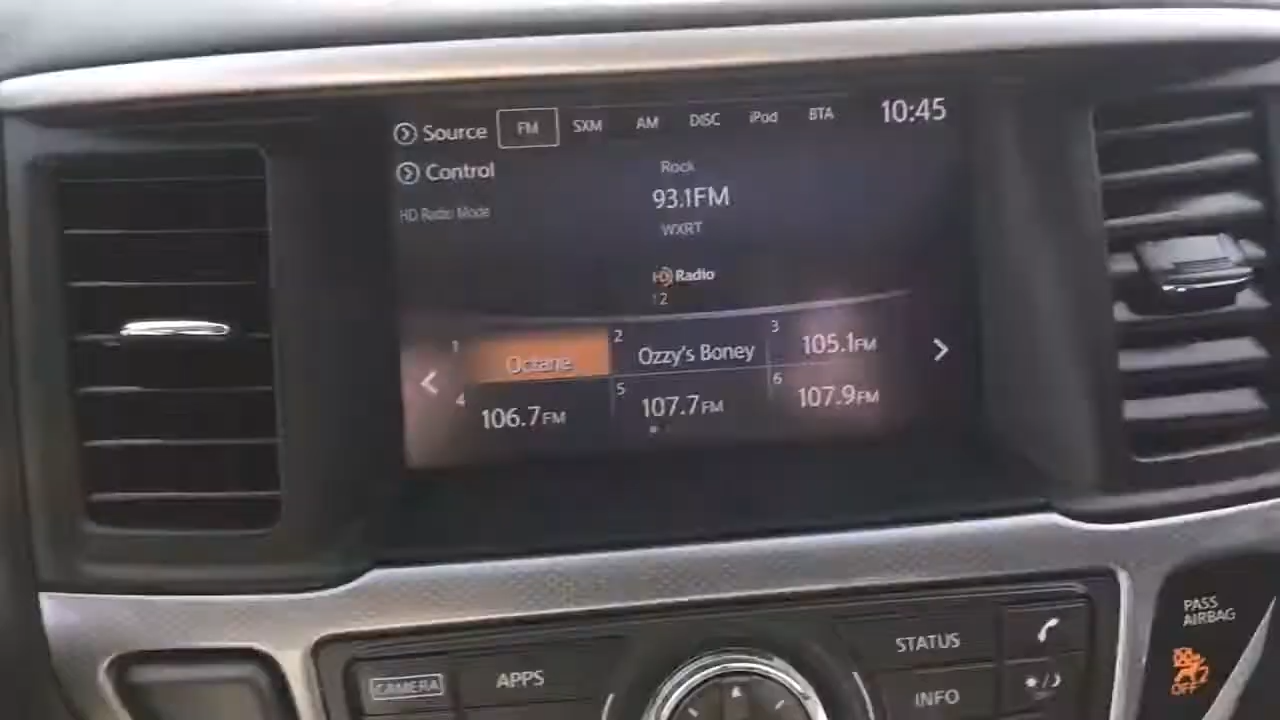 Source FM SXM AM DISC iPod BTA 10:45
Control
Rock
HD Radio Mode
93.1FM
WXRT
HD Radio
1 2
1 Octane 2 Ozzy's Boney 3 105.1FM
4 106.7FM 5 107.7FM 6 107.9FM
PASS
AIRBAG
STATUS
CAMERA APPS
INFO
OFF